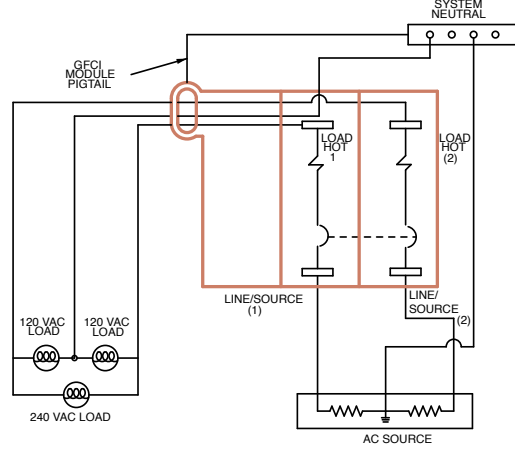 SYSTEM
NEUTRAL
GFCI
MODULE
PIGTAIL
LOAD
HOT
1
LOAD
HOT
(2)
LINE/SOURCE
(1)
LINE/
SOURCE
(2)
120 VAC
LOAD
120 VAC
LOAD
240 VAC LOAD
AC SOURCE